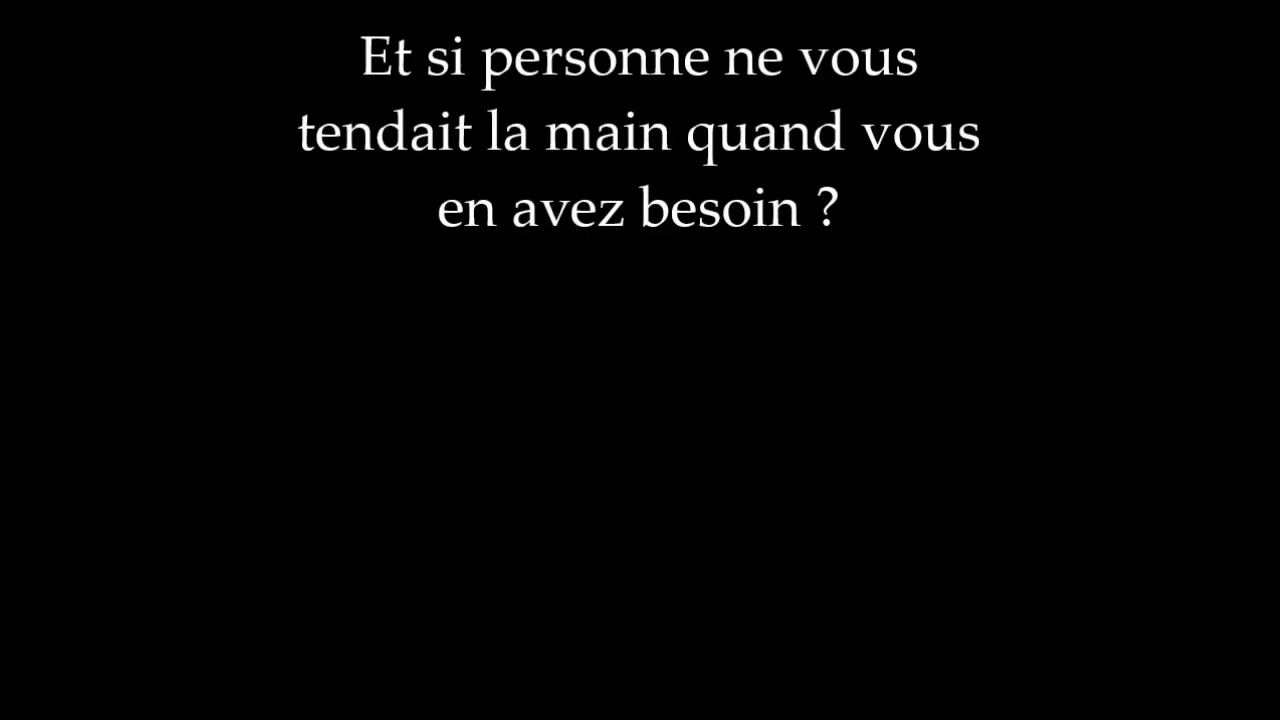 Et si personne ne vous
tendait la main quand vous
en avez besoin ?